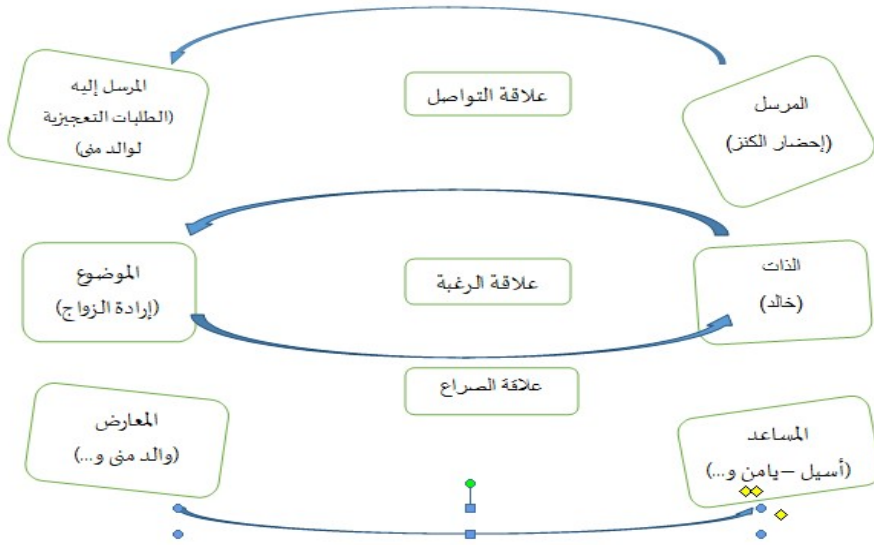 المرسل
(إحضار الكنز)
علاقة التواصل
المرسل إليه
(الطلبات التعجيزية
لوالد منى)
الذات
(خالد)
علاقة الرغبة
الموضوع
(إرادة الزواج)
علاقة الصراع
المساعد
(أسيل – يامن و...)
المعارض
(والد منى و...)